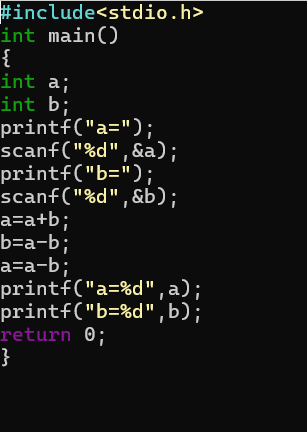 #include<stdio.h>
int main()
{
int a;
int b;
printf("a=");
scanf("%d",&a);
printf("b=");
scanf("%d",&b);
a=a+b;
b=a-b;
a=a-b;
printf("a=%d",a);
printf("b=%d",b);
return 0;
}